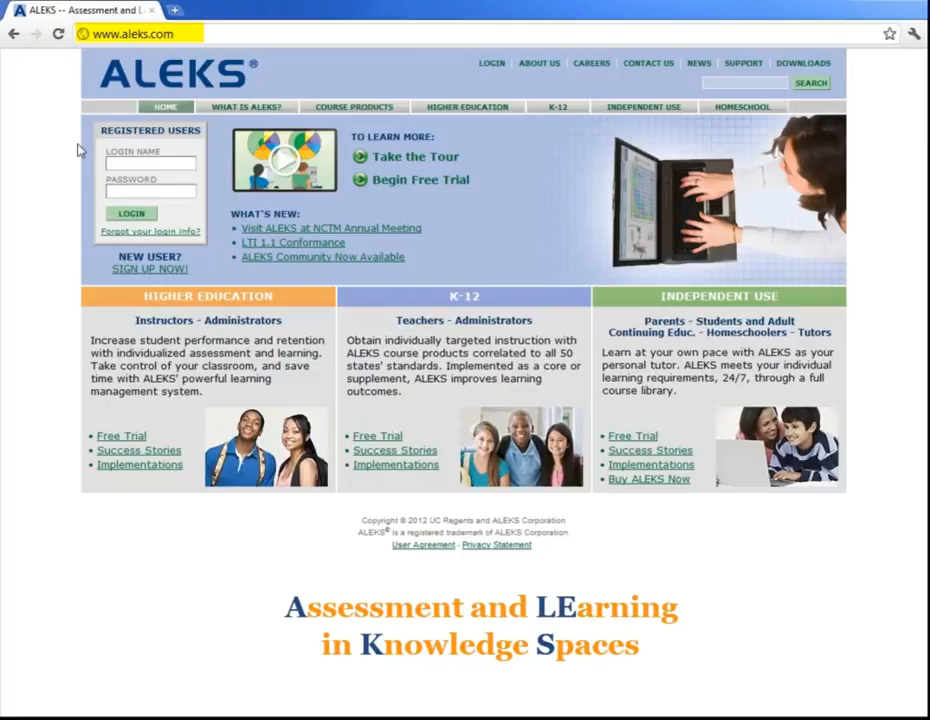 ALEKS -- Assessment and L
www.aleks.com
ALEKS®
LOGIN | ABOUT US | CAREERS | CONTACT US | NEWS | SUPPORT | DOWNLOADS
SEARCH
HOME
WHAT IS ALEKS?
COURSE PRODUCTS
HIGHER EDUCATION
K-12
INDEPENDENT USE
HOMESCHOOL
REGISTERED USERS
LOGIN NAME
PASSWORD
LOGIN
Forgot your login info?
NEW USER?
SIGN UP NOW!
TO LEARN MORE:
Take the Tour
Begin Free Trial
WHAT'S NEW:
• Visit ALEKS at NCTM Annual Meeting
• LTI 1.1 Conformance
• ALEKS Community Now Available
HIGHER EDUCATION
Instructors - Administrators
Increase student performance and retention
with individualized assessment and learning.
Take control of your classroom, and save
time with ALEKS' powerful learning
management system.
• Free Trial
• Success Stories
• Implementations
K-12
Teachers - Administrators
Obtain individually targeted instruction with
ALEKS course products correlated to all 50
states' standards. Implemented as a core or
supplement, ALEKS improves learning
outcomes.
• Free Trial
• Success Stories
• Implementations
INDEPENDENT USE
Parents - Students and Adult
Continuing Educ. - Homeschoolers - Tutors
Learn at your own pace with ALEKS as your
personal tutor. ALEKS meets your individual
learning requirements, 24/7, through a full
course library.
• Free Trial
• Success Stories
• Implementations
• Buy ALEKS Now
Copyright © 2012 UC Regents and ALEKS Corporation
ALEKS® is a registered trademark of ALEKS Corporation.
User Agreement - Privacy Statement
Assessment and LEarning
in Knowledge Spaces